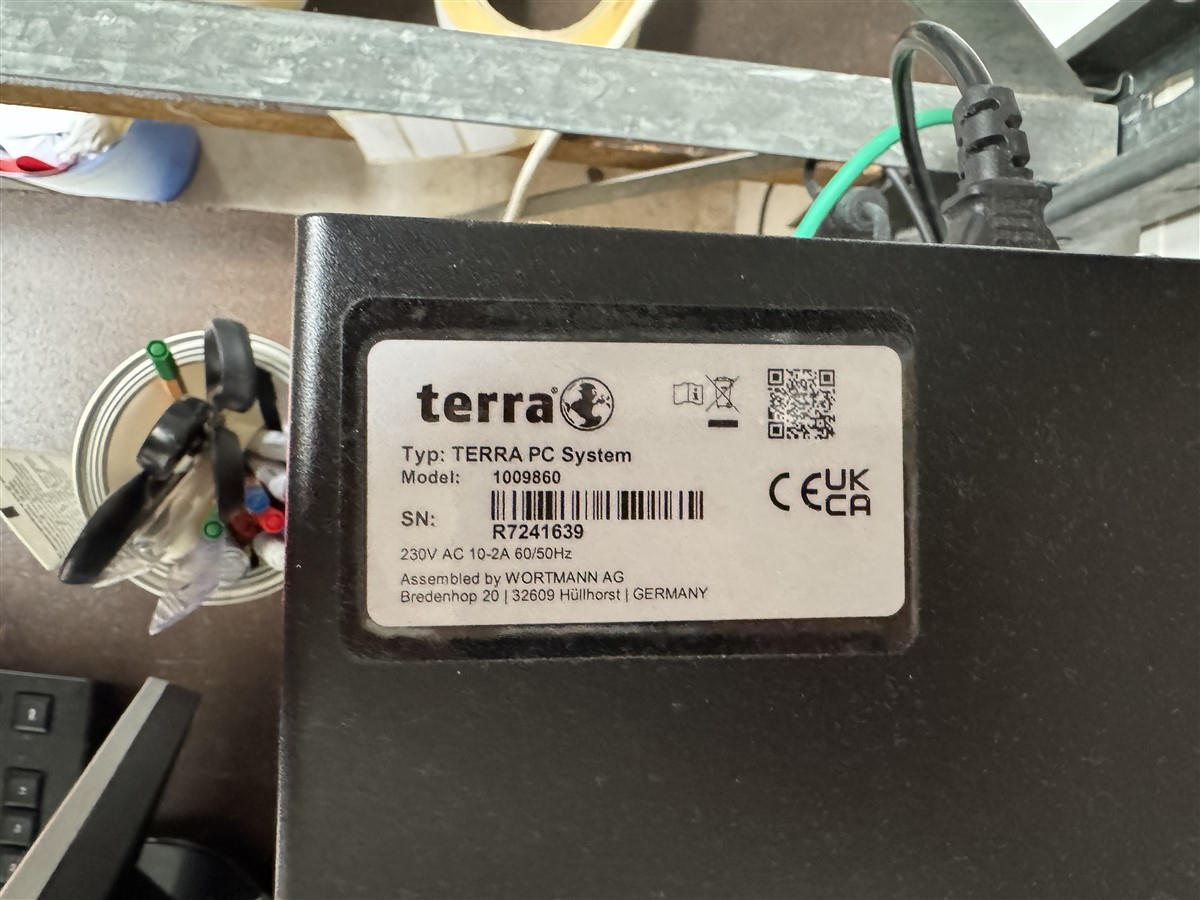 terra®
Typ: TERRA PC System
Model: 1009860
SN:
R7241639
230V AC 10-2A 60/50Hz
Assembled by WORTMANN AG
Bredenhop 20 | 32609 Hüllhorst | GERMANY
CE
UK
CA